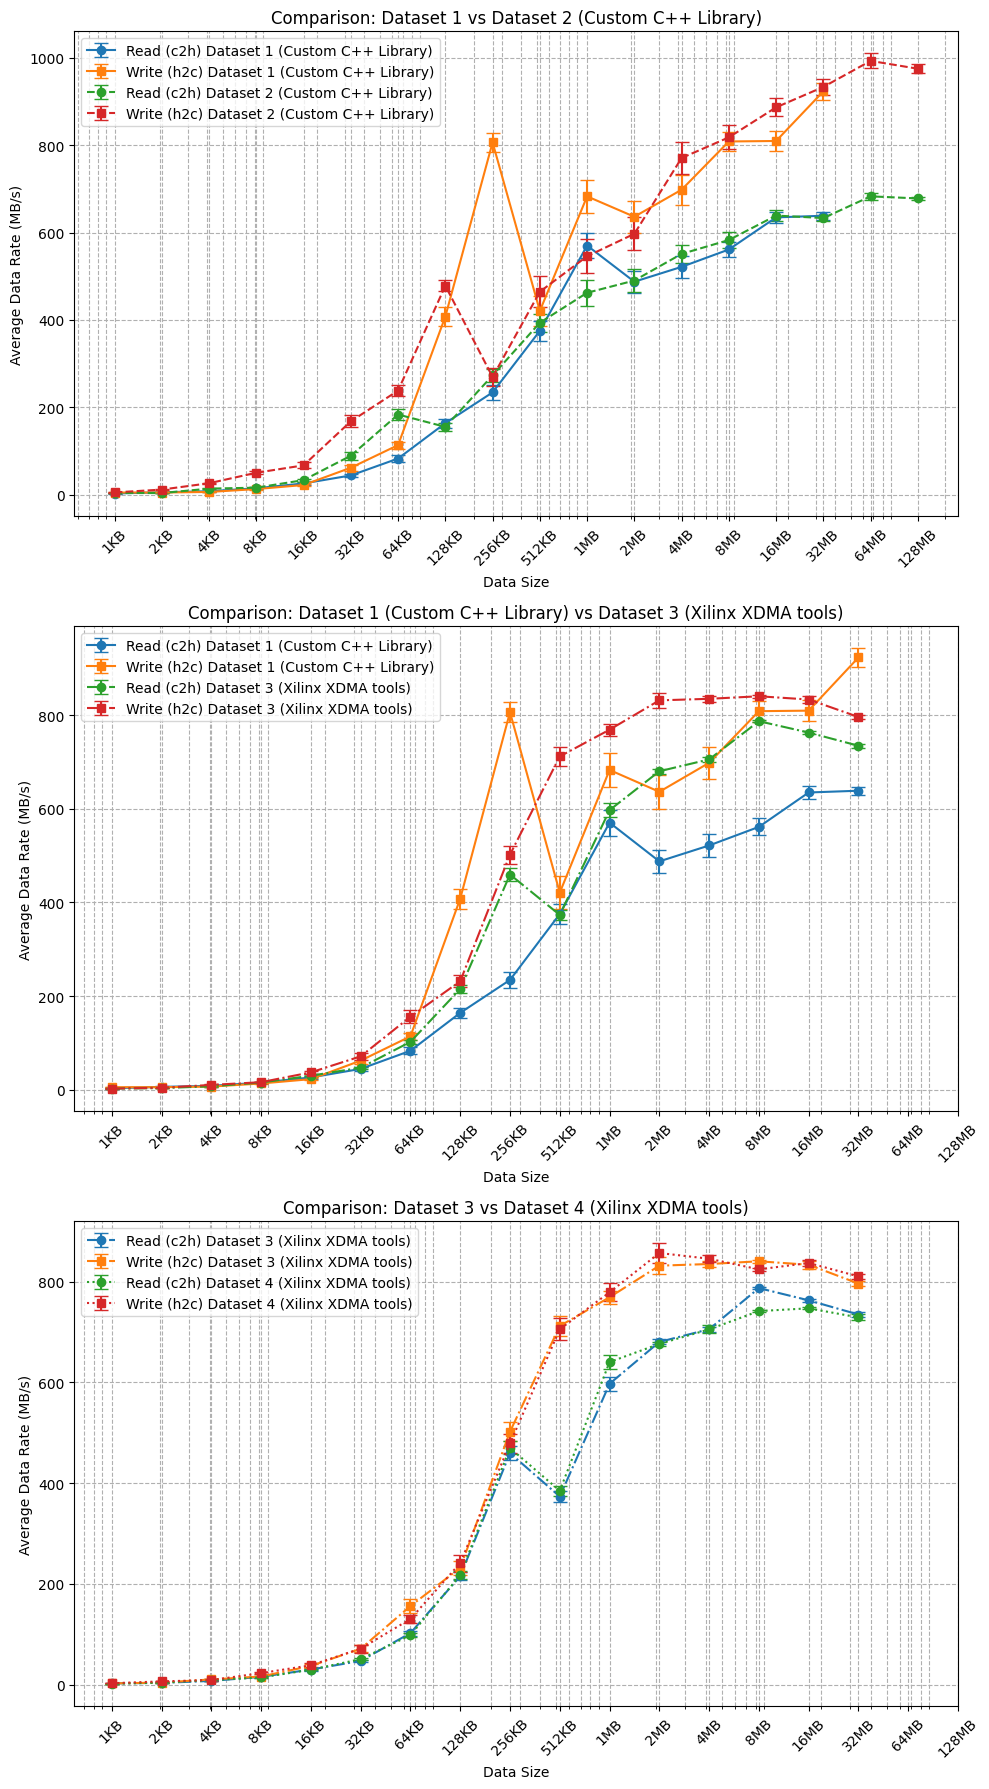 Comparison: Dataset 1 vs Dataset 2 (Custom C++ Library)
Read (c2h) Dataset 1 (Custom C++ Library)
Write (h2c) Dataset 1 (Custom C++ Library)
Read (c2h) Dataset 2 (Custom C++ Library)
Write (h2c) Dataset 2 (Custom C++ Library)
Average Data Rate (MB/s)
1000
800
600
400
200
0
1KB 2KB 4KB 8KB 16KB 32KB 64KB 128KB 256KB 512KB 1MB 2MB 4MB 8MB 16MB 32MB 64MB 128MB
Data Size
Comparison: Dataset 1 (Custom C++ Library) vs Dataset 3 (Xilinx XDMA tools)
Read (c2h) Dataset 1 (Custom C++ Library)
Write (h2c) Dataset 1 (Custom C++ Library)
Read (c2h) Dataset 3 (Xilinx XDMA tools)
Write (h2c) Dataset 3 (Xilinx XDMA tools)
Average Data Rate (MB/s)
800
600
400
200
0
1KB 2KB 4KB 8KB 16KB 32KB 64KB 128KB 256KB 512KB 1MB 2MB 4MB 8MB 16MB 32MB 64MB 128MB
Data Size
Comparison: Dataset 3 vs Dataset 4 (Xilinx XDMA tools)
Read (c2h) Dataset 3 (Xilinx XDMA tools)
Write (h2c) Dataset 3 (Xilinx XDMA tools)
Read (c2h) Dataset 4 (Xilinx XDMA tools)
Write (h2c) Dataset 4 (Xilinx XDMA tools)
Average Data Rate (MB/s)
800
600
400
200
0
1KB 2KB 4KB 8KB 16KB 32KB 64KB 128KB 256KB 512KB 1MB 2MB 4MB 8MB 16MB 32MB 64MB 128MB
Data Size